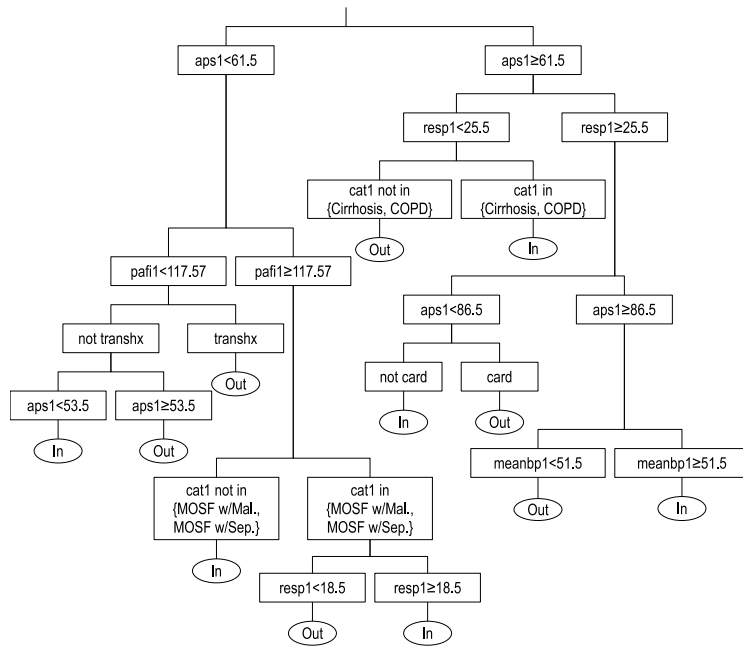 aps1<61.5
aps1≥61.5
resp1<25.5
resp1≥25.5
cat1 not in
{Cirrhosis, COPD}
cat1 in
{Cirrhosis, COPD}
Out
In
pafi1<117.57
pafi1≥117.57
aps1<86.5
aps1≥86.5
not transhx
transhx
not card
card
Out
aps1<53.5
aps1≥53.5
In
Out
In
Out
meanbp1<51.5
meanbp1≥51.5
cat1 not in
{MOSF w/Mal.,
MOSF w/Sep.}
cat1 in
{MOSF w/Mal.,
MOSF w/Sep.}
Out
In
In
resp1<18.5
resp1≥18.5
Out
In